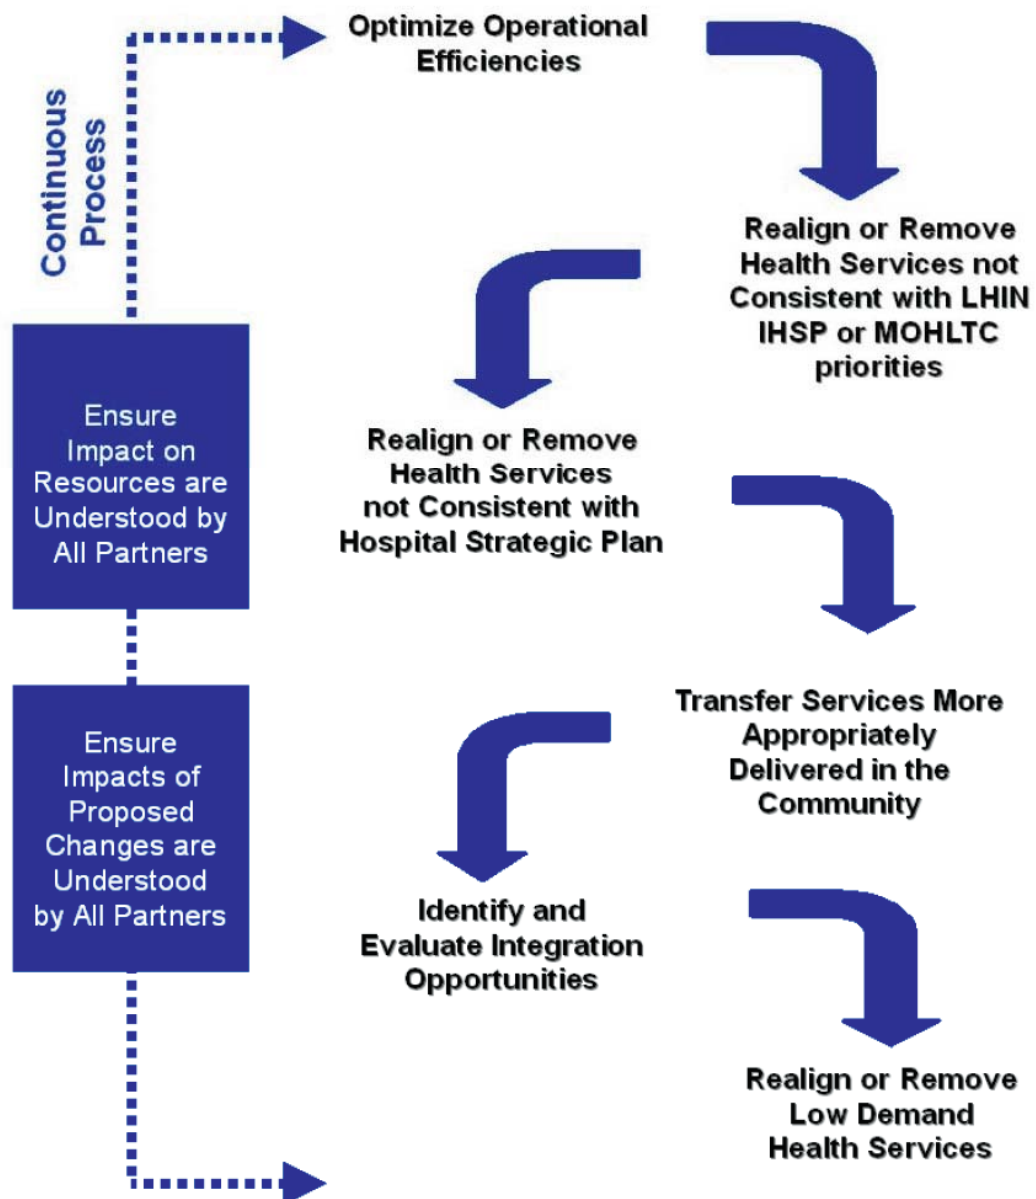 Optimize Operational
Efficiencies
Continuous
Process
Realign or Remove
Health Services not
Consistent with LHIN
IHSP or MOHLTC
priorities
Ensure
Impact on
Resources are
Understood by
All Partners
Realign or Remove
Health Services
not Consistent with
Hospital Strategic Plan
Transfer Services More
Appropriately
Delivered in the
Community
Ensure
Impacts of
Proposed
Changes are
Understood
by All Partners
Identify and
Evaluate Integration
Opportunities
Realign or Remove
Low Demand
Health Services